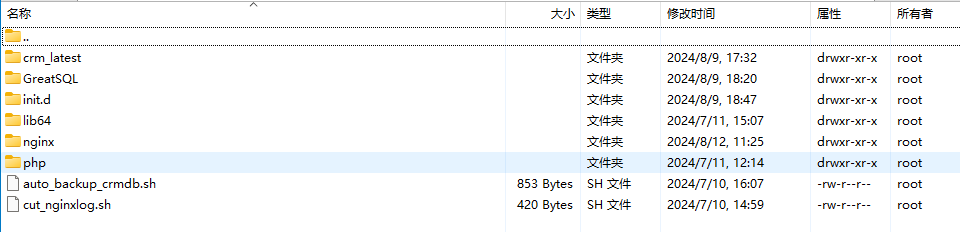 名称 大小 类型 修改时间 属性 所有者
..
crm_latest 文件夹 2024/8/9, 17:32 drwxr-xr-x root
GreatSQL 文件夹 2024/8/9, 18:20 drwxr-xr-x root
init.d 文件夹 2024/8/9, 18:47 drwxr-xr-x root
lib64 文件夹 2024/7/11, 15:07 drwxr-xr-x root
nginx 文件夹 2024/8/12, 11:25 drwxr-xr-x root
php 文件夹 2024/7/11, 12:14 drwxr-xr-x root
auto_backup_crmdb.sh 853 Bytes SH 文件 2024/7/10, 16:07 -rw-r--r-- root
cut_nginxlog.sh 420 Bytes SH 文件 2024/7/10, 14:59 -rw-r--r-- root